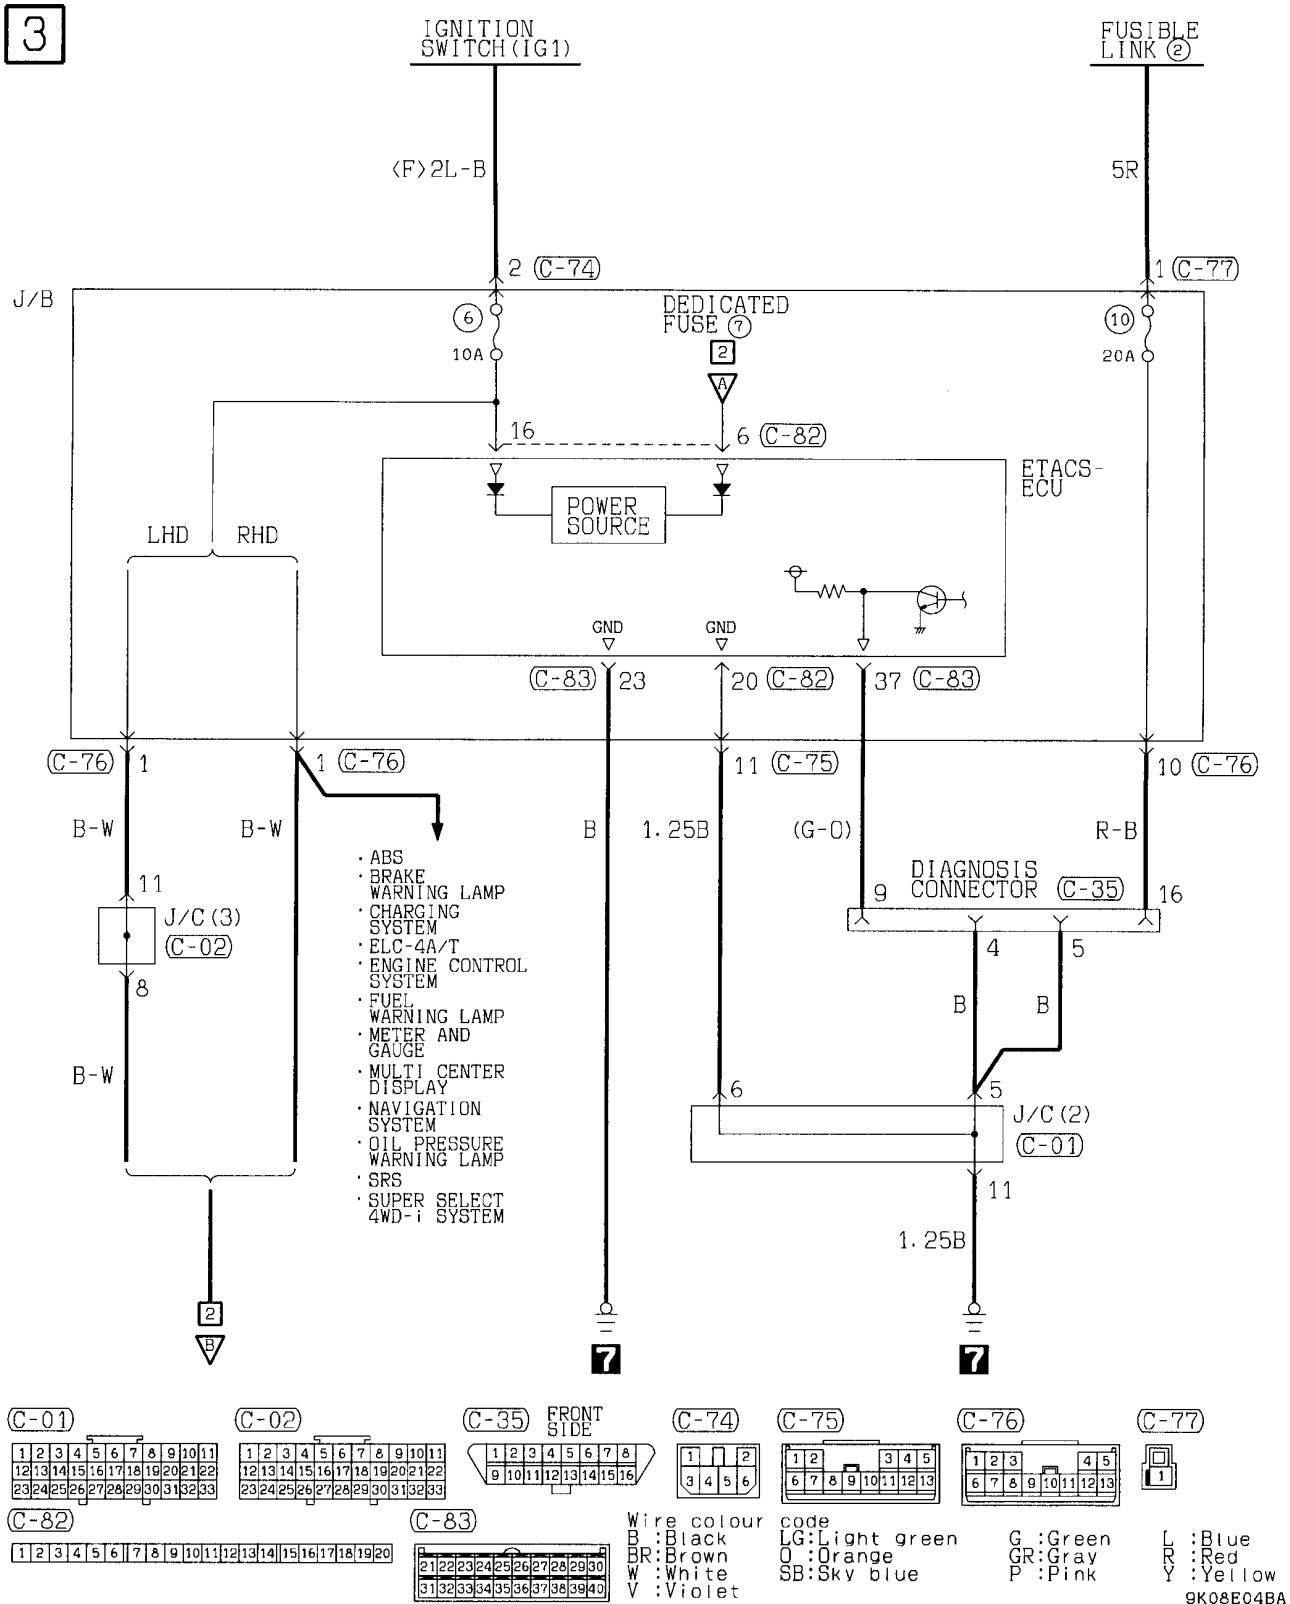 3
IGNITION
SWITCH(IG1)
FUSIBLE
LINK ②
<F>2L-B
5R
2 (C-74)
1 (C-77)
J/B
⑥
10A
DEDICATED
FUSE ⑦
2
A
⑩
20A
16
6 (C-82)
ETACS-
ECU
POWER
SOURCE
LHD
RHD
GND
GND
(C-83) 23
20 (C-82)
37 (C-83)
(C-76) 1
1 (C-76)
11 (C-75)
10 (C-76)
B-W
B-W
B
1.25B
(G-O)
R-B
· ABS
· BRAKE
WARNING LAMP
· CHARGING
SYSTEM
· ELC-4A/T
· ENGINE CONTROL
SYSTEM
· FUEL
WARNING LAMP
· METER AND
GAUGE
· MULTI CENTER
DISPLAY
· NAVIGATION
SYSTEM
· OIL PRESSURE
WARNING LAMP
· SRS
· SUPER SELECT
4WD-i SYSTEM
DIAGNOSIS
CONNECTOR (C-35)
9
16
11
J/C(3)
(C-02)
8
4
5
B
B
B-W
6
5
J/C(2)
(C-01)
11
1.25B
2
B
7
7
(C-01)
1 2 3 4 5 6 7 8 9 10 11
12 13 14 15 16 17 18 19 20 21 22
23 24 25 26 27 28 29 30 31 32 33
(C-02)
1 2 3 4 5 6 7 8 9 10 11
12 13 14 15 16 17 18 19 20 21 22
23 24 25 26 27 28 29 30 31 32 33
(C-35) FRONT
SIDE
1 2 3 4 5 6 7 8
9 10 11 12 13 14 15 16
(C-74)
1 2
3 4 5 6
(C-75)
1 2 3 4 5
6 7 8 9 10 11 12 13
(C-76)
1 2 3 4 5
6 7 8 9 10 11 12 13
(C-77)
1
(C-82)
1 2 3 4 5 6 7 8 9 10 11 12 13 14 15 16 17 18 19 20
(C-83)
21 22 23 24 25 26 27 28 29 30
31 32 33 34 35 36 37 38 39 40
Wire colour code
B :Black LG:Light green G :Green L :Blue
BR:Brown O :Orange GR:Gray R :Red
W :White SB:Sky blue P :Pink Y :Yellow
V :Violet
9K08E04BA